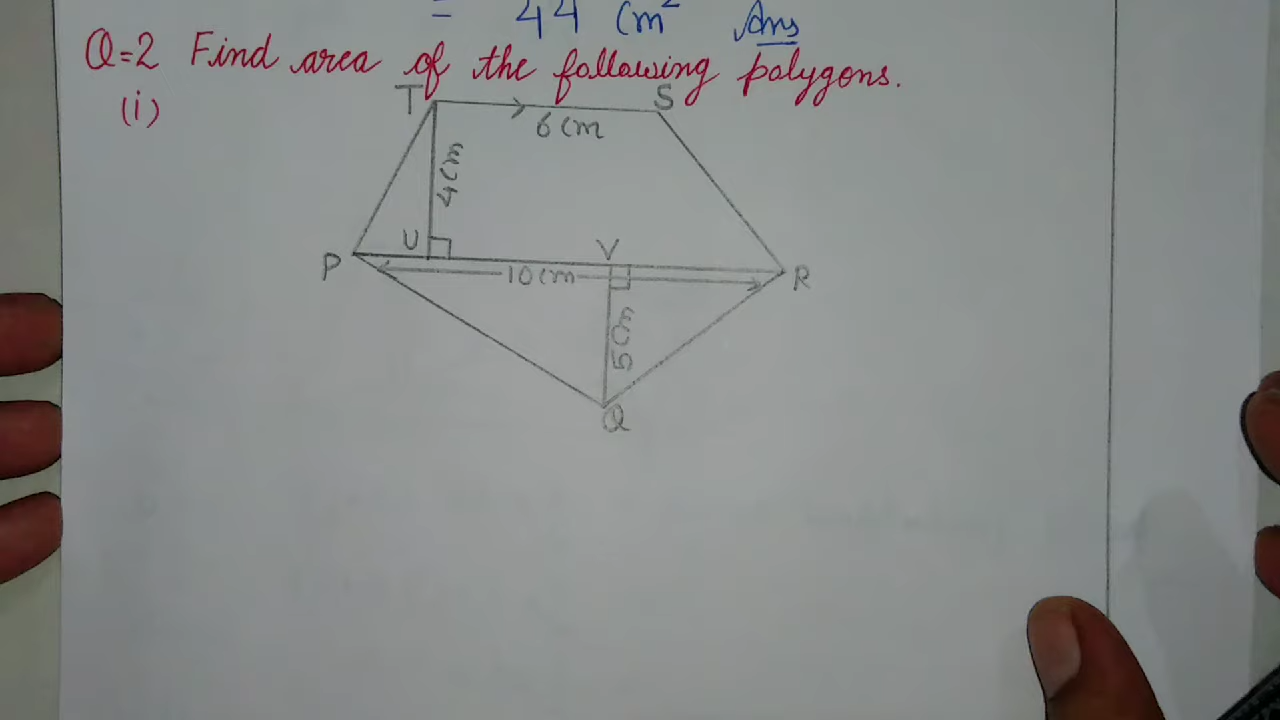 = 44 cm² Ans
Q=2 Find area of the following polygons.
(i)
T S
6 cm
4 cm
U V
P R
10 cm
5 cm
Q